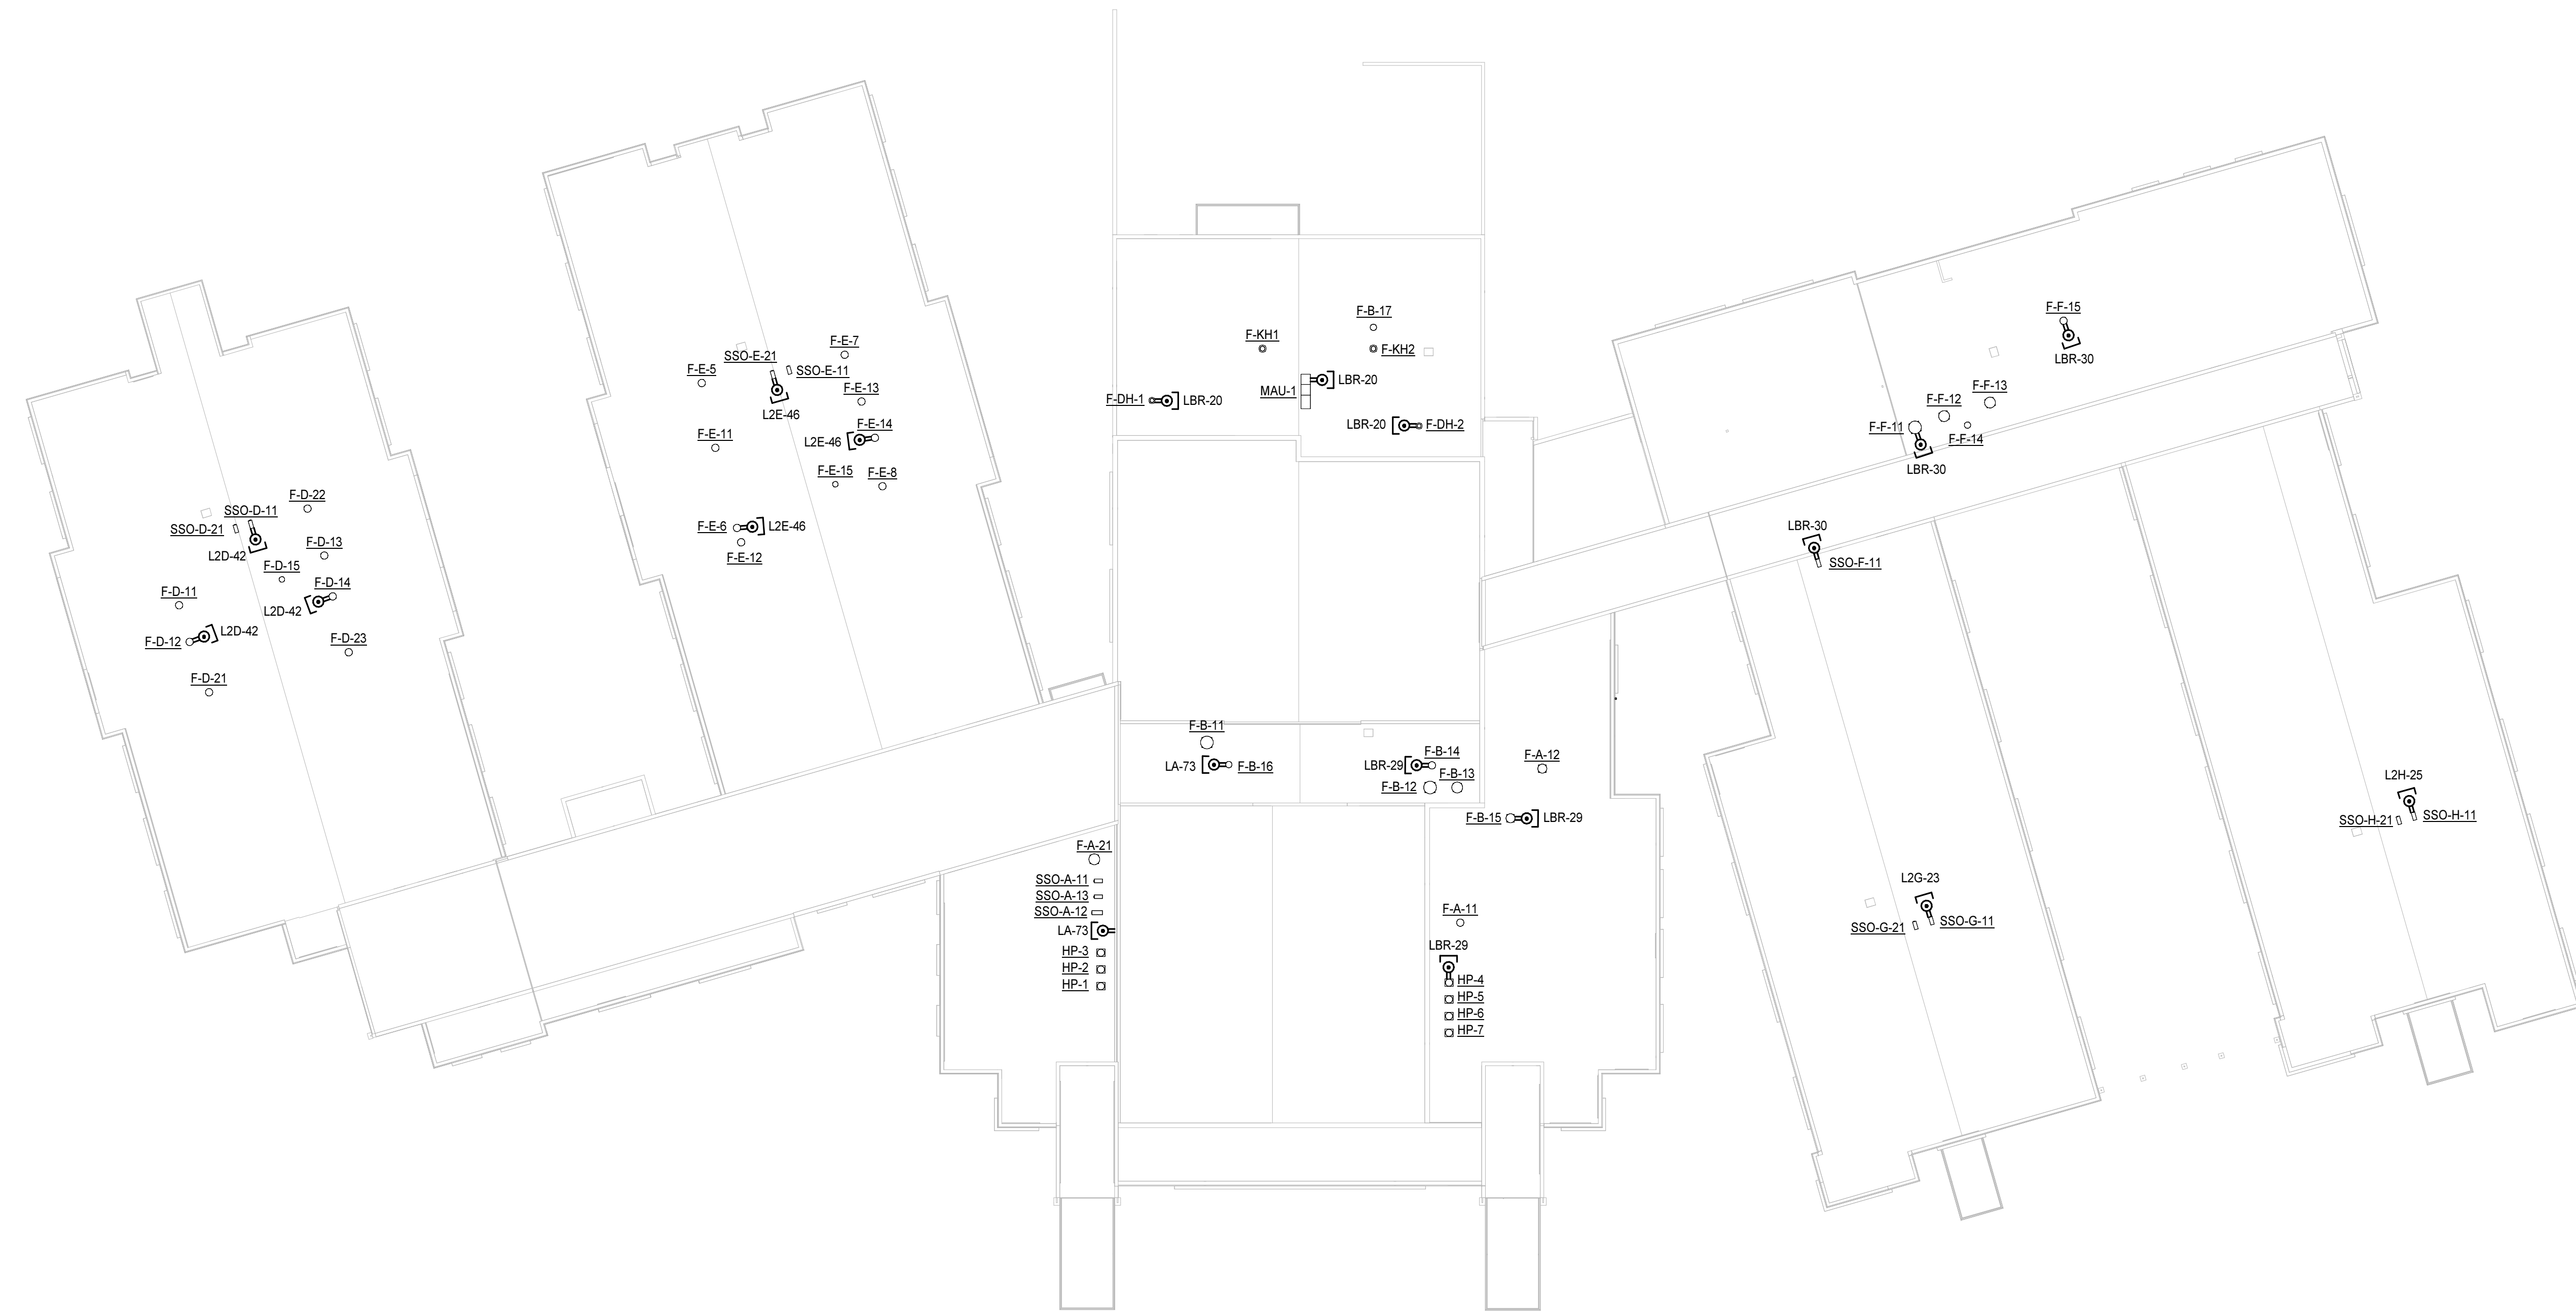 F-D-22
SSO-D-11
SSO-D-21
L2D-42
F-D-13
F-D-15
F-D-14
L2D-42
F-D-11
L2D-42
F-D-12
F-D-23
F-D-21
SSO-E-21
SSO-E-11
L2E-46
F-E-7
F-E-5
F-E-13
F-E-14
L2E-46
F-E-11
F-E-15
F-E-8
F-E-6
L2E-46
F-E-12
F-B-17
F-KH1
F-KH2
MAU-1
LBR-20
F-DH-1
LBR-20
LBR-20
F-DH-2
F-B-11
LA-73
F-B-16
F-B-14
LBR-29
F-B-13
F-B-12
F-A-12
F-B-15
LBR-29
F-A-21
SSO-A-11
SSO-A-13
SSO-A-12
LA-73
HP-3
HP-2
HP-1
F-A-11
LBR-29
HP-4
HP-5
HP-6
HP-7
F-F-15
LBR-30
F-F-13
F-F-12
F-F-11
F-F-14
LBR-30
LBR-30
SSO-F-11
L2H-25
SSO-H-21
SSO-H-11
L2G-23
SSO-G-21
SSO-G-11